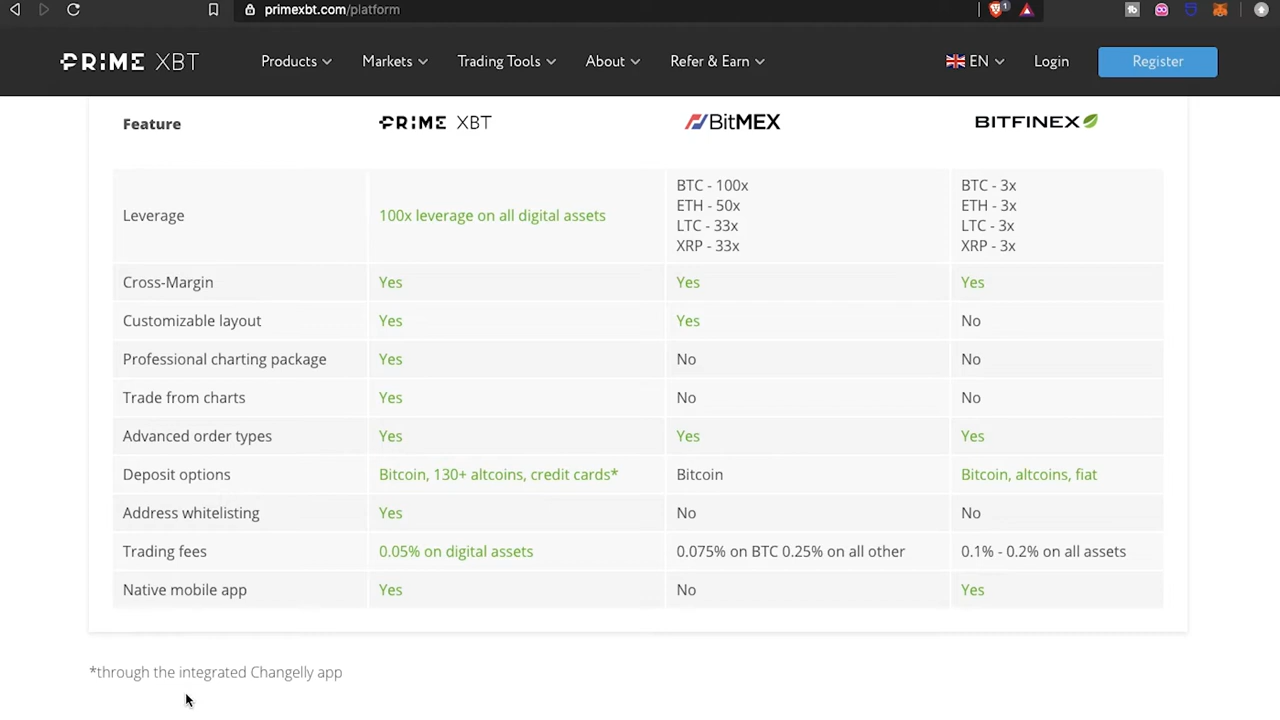 primexbt.com/platform
1
PRIME XBT
Products
Markets
Trading Tools
About
Refer & Earn
EN
Login
Register
Feature
PRIME XBT
BitMEX
BITFINEX
Leverage
100x leverage on all digital assets
BTC - 100x
ETH - 50x
LTC - 33x
XRP - 33x
BTC - 3x
ETH - 3x
LTC - 3x
XRP - 3x
Cross-Margin
Yes
Yes
Yes
Customizable layout
Yes
Yes
No
Professional charting package
Yes
No
No
Trade from charts
Yes
No
No
Advanced order types
Yes
Yes
Yes
Deposit options
Bitcoin, 130+ altcoins, credit cards*
Bitcoin
Bitcoin, altcoins, fiat
Address whitelisting
Yes
No
No
Trading fees
0.05% on digital assets
0.075% on BTC 0.25% on all other
0.1% - 0.2% on all assets
Native mobile app
Yes
No
Yes
*through the integrated Changelly app